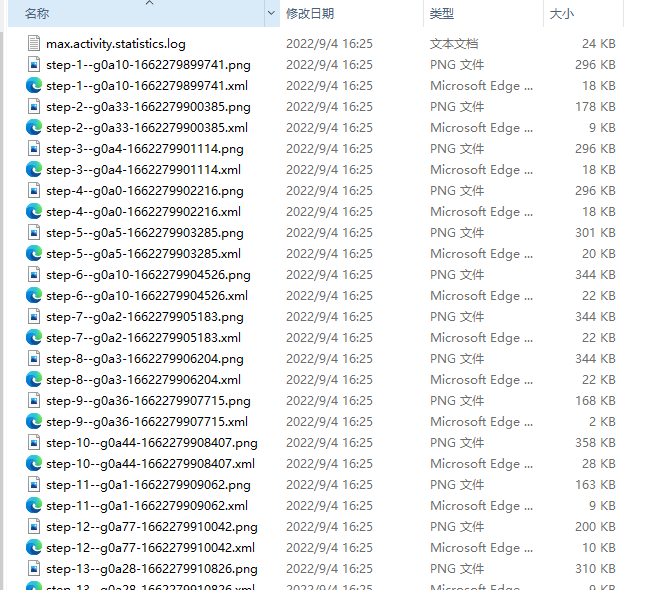 名称 修改日期 类型 大小
max.activity.statistics.log 2022/9/4 16:25 文本文档 24 KB
step-1--g0a10-1662279899741.png 2022/9/4 16:25 PNG 文件 296 KB
step-1--g0a10-1662279899741.xml 2022/9/4 16:25 Microsoft Edge ... 18 KB
step-2--g0a33-1662279900385.png 2022/9/4 16:25 PNG 文件 178 KB
step-2--g0a33-1662279900385.xml 2022/9/4 16:25 Microsoft Edge ... 9 KB
step-3--g0a4-1662279901114.png 2022/9/4 16:25 PNG 文件 296 KB
step-3--g0a4-1662279901114.xml 2022/9/4 16:25 Microsoft Edge ... 18 KB
step-4--g0a0-1662279902216.png 2022/9/4 16:25 PNG 文件 296 KB
step-4--g0a0-1662279902216.xml 2022/9/4 16:25 Microsoft Edge ... 18 KB
step-5--g0a5-1662279903285.png 2022/9/4 16:25 PNG 文件 301 KB
step-5--g0a5-1662279903285.xml 2022/9/4 16:25 Microsoft Edge ... 20 KB
step-6--g0a10-1662279904526.png 2022/9/4 16:25 PNG 文件 344 KB
step-6--g0a10-1662279904526.xml 2022/9/4 16:25 Microsoft Edge ... 22 KB
step-7--g0a2-1662279905183.png 2022/9/4 16:25 PNG 文件 344 KB
step-7--g0a2-1662279905183.xml 2022/9/4 16:25 Microsoft Edge ... 22 KB
step-8--g0a3-1662279906204.png 2022/9/4 16:25 PNG 文件 344 KB
step-8--g0a3-1662279906204.xml 2022/9/4 16:25 Microsoft Edge ... 22 KB
step-9--g0a36-1662279907715.png 2022/9/4 16:25 PNG 文件 168 KB
step-9--g0a36-1662279907715.xml 2022/9/4 16:25 Microsoft Edge ... 2 KB
step-10--g0a44-1662279908407.png 2022/9/4 16:25 PNG 文件 358 KB
step-10--g0a44-1662279908407.xml 2022/9/4 16:25 Microsoft Edge ... 28 KB
step-11--g0a1-1662279909062.png 2022/9/4 16:25 PNG 文件 163 KB
step-11--g0a1-1662279909062.xml 2022/9/4 16:25 Microsoft Edge ... 9 KB
step-12--g0a77-1662279910042.png 2022/9/4 16:25 PNG 文件 200 KB
step-12--g0a77-1662279910042.xml 2022/9/4 16:25 Microsoft Edge ... 10 KB
step-13--g0a28-1662279910826.png 2022/9/4 16:25 PNG 文件 310 KB
step-13--g0a28-1662279910826.xml 2022/9/4 16:25 Microsoft Edge ... 9 KB